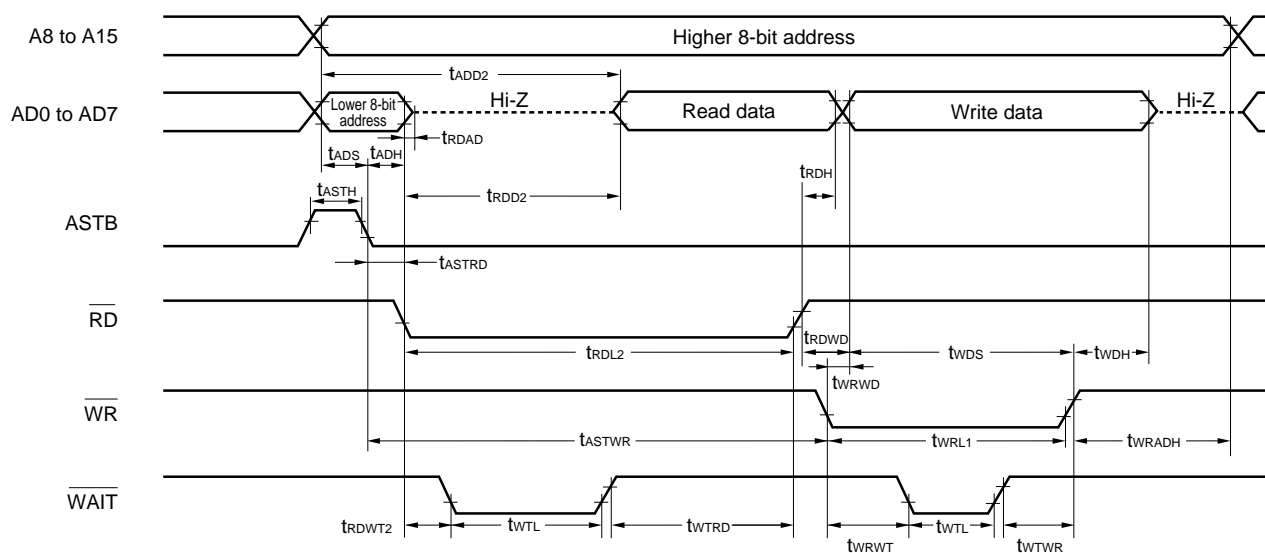 A8 to A15
Higher 8-bit address
tADD2
AD0 to AD7
Lower 8-bit
address
Hi-Z
Read data
Write data
Hi-Z
tRDAD
tADS
tADH
tRDH
tASTH
tRDD2
ASTB
tASTRD
RD
tRDWD
tRDL2
tWDS
tWDH
tWRWD
WR
tASTWR
tWRL1
tWRADH
WAIT
tRDWT2
tWTL
tWTRD
tWRWT
tWTL
tWTWR